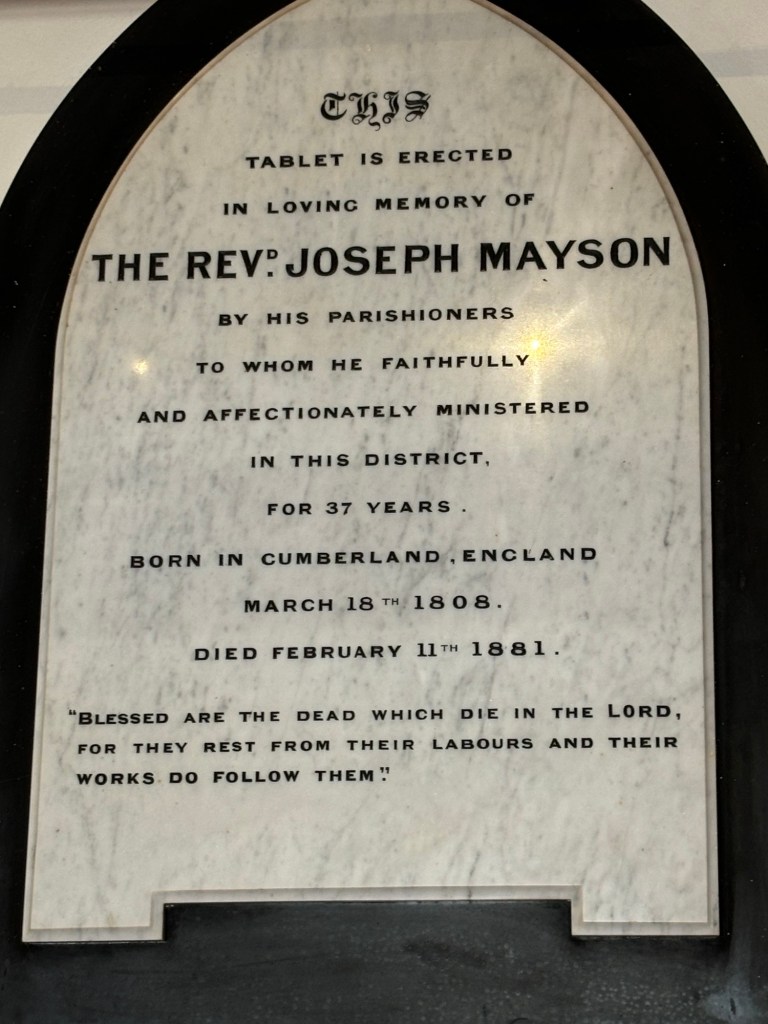 THIS
TABLET IS ERECTED
IN LOVING MEMORY OF
THE REVD. JOSEPH MAYSON
BY HIS PARISHIONERS
TO WHOM HE FAITHFULLY
AND AFFECTIONATELY MINISTERED
IN THIS DISTRICT,
FOR 37 YEARS.
BORN IN CUMBERLAND, ENGLAND
MARCH 18TH 1808.
DIED FEBRUARY 11TH 1881.
"BLESSED ARE THE DEAD WHICH DIE IN THE LORD,
FOR THEY REST FROM THEIR LABOURS AND THEIR
WORKS DO FOLLOW THEM."